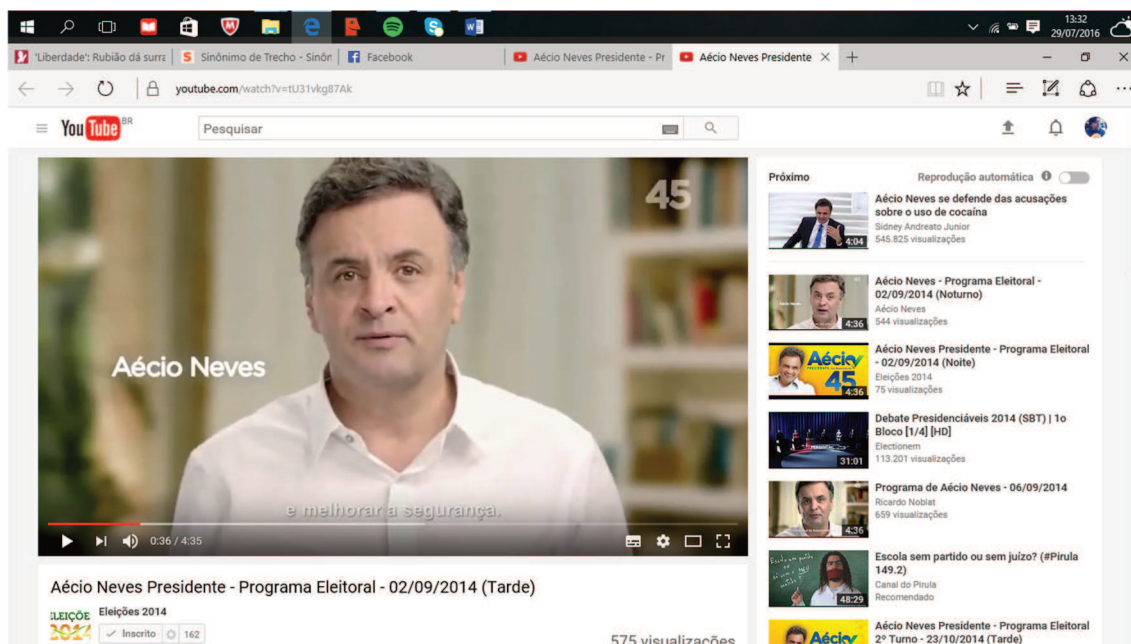 13:32
29/07/2016
'Liberdade': Rubião dá surra
Sinônimo de Trecho - Sinôn
Facebook
Aécio Neves Presidente - Pr
Aécio Neves Presidente
youtube.com/watch?v=tU31vkg87Ak
YouTube BR
Pesquisar
45
Aécio Neves
e melhorar a segurança.
0:36 / 4:35
Aécio Neves Presidente - Programa Eleitoral - 02/09/2014 (Tarde)
Eleições 2014
Inscrito 162
575 visualizações
Próximo
Reprodução automática
4:04
Aécio Neves se defende das acusações
sobre o uso de cocaína
Sidney Andreato Junior
545.825 visualizações
4:36
Aécio Neves - Programa Eleitoral -
02/09/2014 (Noturno)
Aécio Neves
544 visualizações
Aécio
45
4:36
Aécio Neves Presidente - Programa Eleitoral
- 02/09/2014 (Noite)
Eleições 2014
75 visualizações
31:01
Debate Presidenciáveis 2014 (SBT) | 1o
Bloco [1/4] [HD]
Electionem
113.201 visualizações
4:36
Programa de Aécio Neves - 06/09/2014
Ricardo Noblat
659 visualizações
48:29
Escola sem partido ou sem juízo? (#Pirula
149.2)
Canal do Pirula
Recomendado
Aécio
Aécio Neves Presidente - Programa Eleitoral
2º Turno - 23/10/2014 (Tarde)